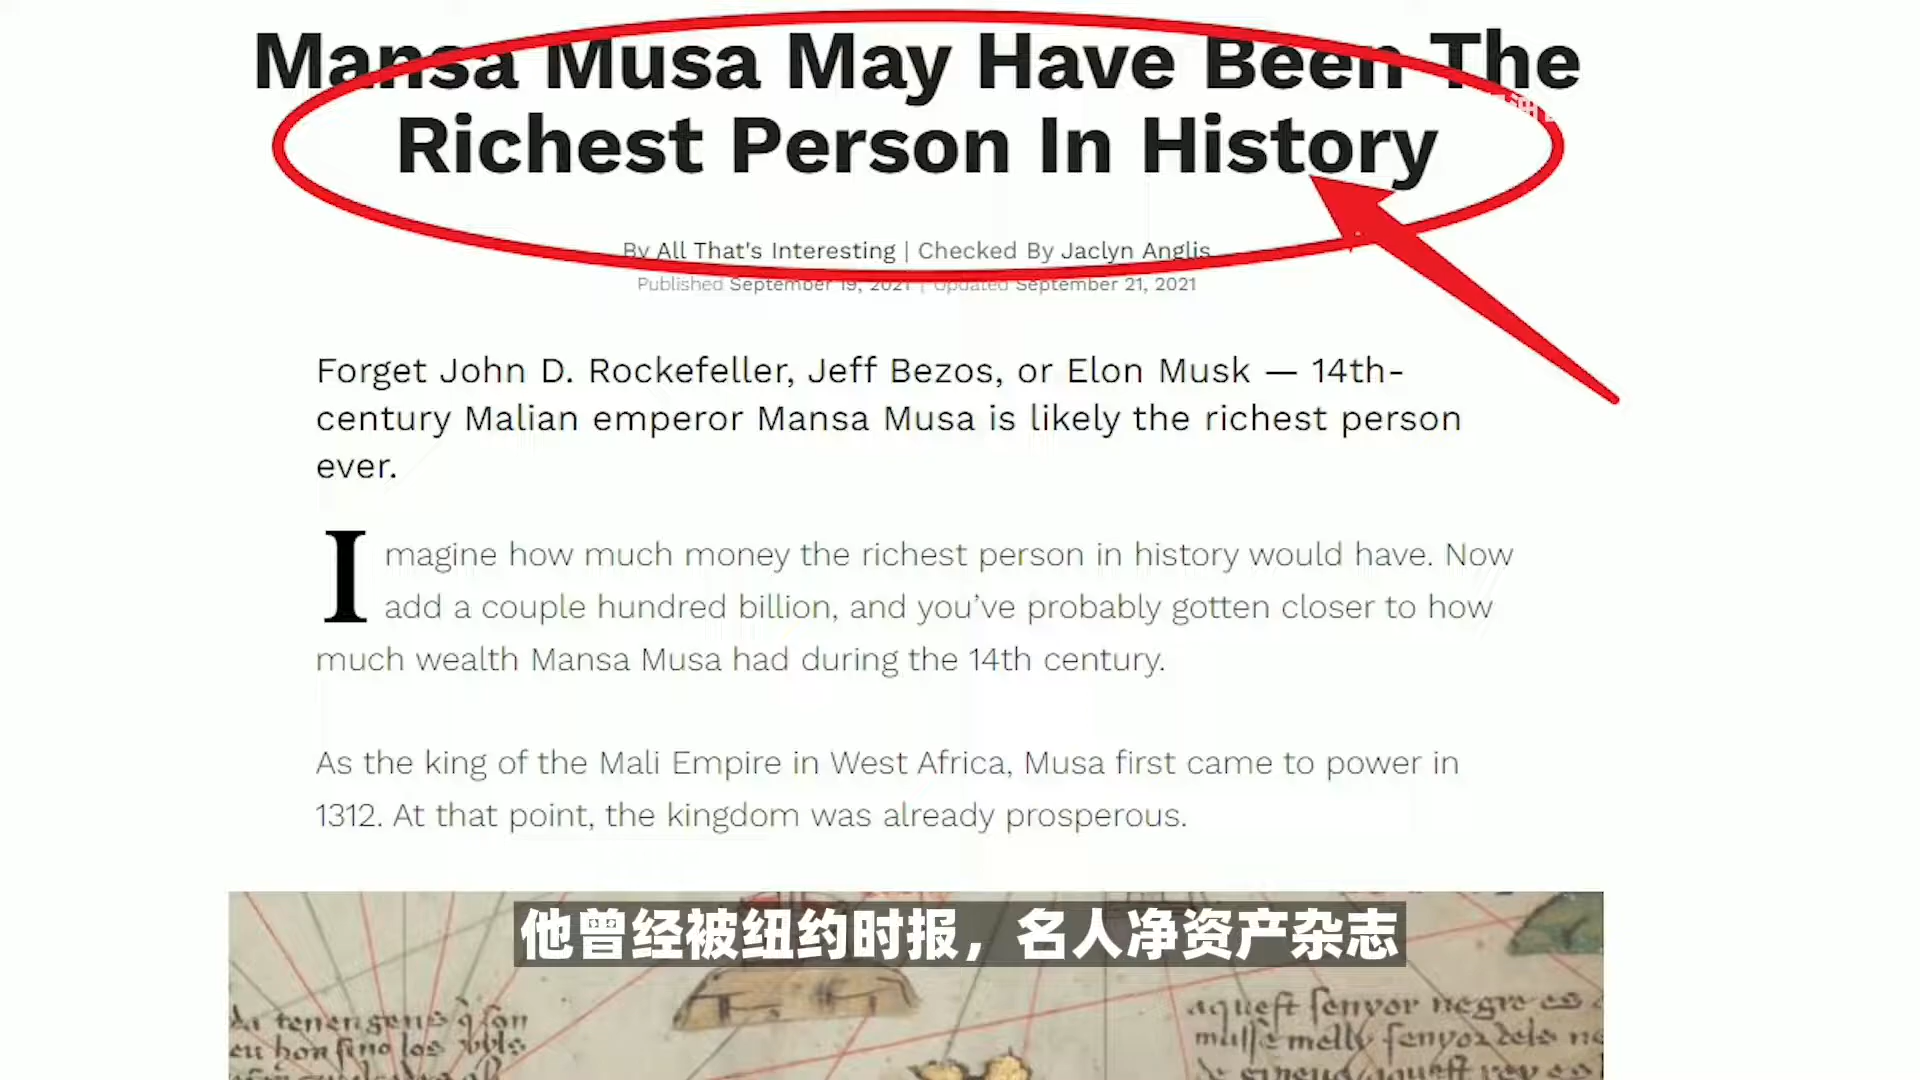 Mansa Musa May Have Been The
Richest Person In History
By All That's Interesting | Checked By Jaclyn Anglis
Published September 19, 2021 | Updated September 21, 2021
Forget John D. Rockefeller, Jeff Bezos, or Elon Musk — 14th-
century Malian emperor Mansa Musa is likely the richest person
ever.
Imagine how much money the richest person in history would have. Now
add a couple hundred billion, and you’ve probably gotten closer to how
much wealth Mansa Musa had during the 14th century.
As the king of the Mali Empire in West Africa, Musa first came to power in
1312. At that point, the kingdom was already prosperous.
他曾经被纽约时报，名人净资产杂志
aquest senyor negre es